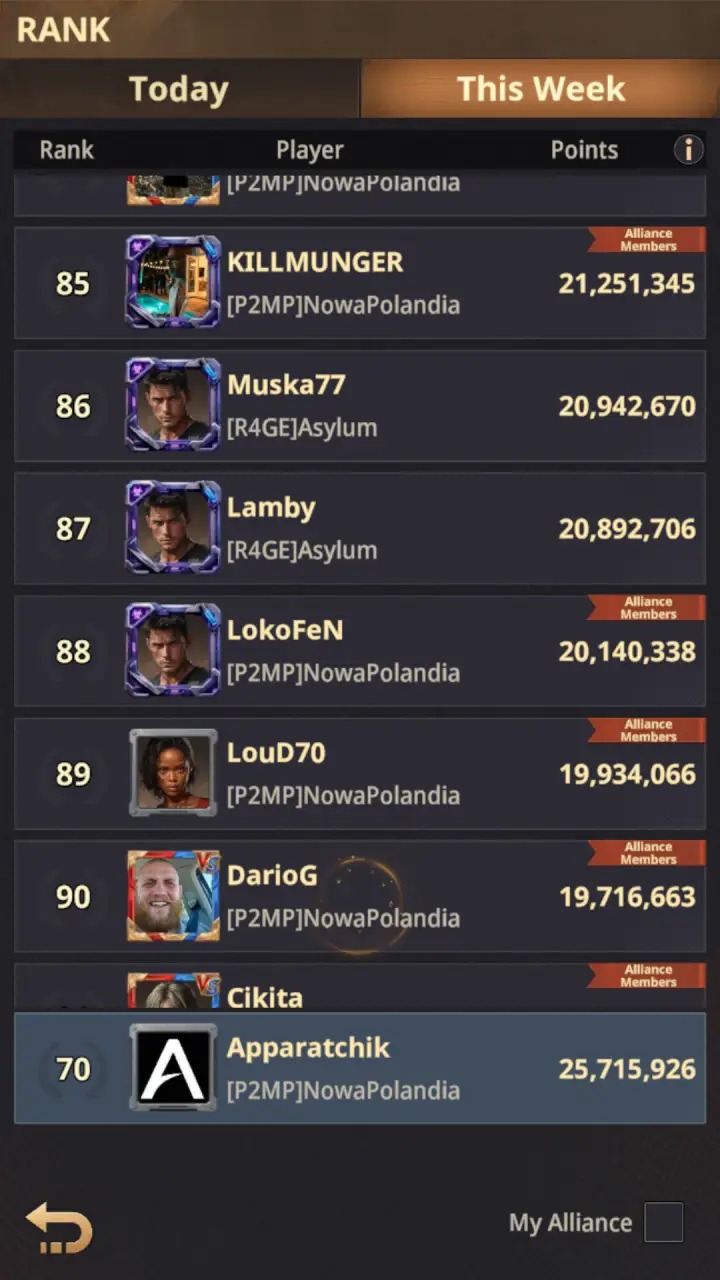 RANK
Today
This Week
Rank
Player
Points
[P2MP]NowaPolandia
Alliance
Members
85
KILLMUNGER
[P2MP]NowaPolandia
21,251,345
86
Muska77
[R4GE]Asylum
20,942,670
87
Lamby
[R4GE]Asylum
20,892,706
Alliance
Members
88
LokoFeN
[P2MP]NowaPolandia
20,140,338
Alliance
Members
89
LouD70
[P2MP]NowaPolandia
19,934,066
Alliance
Members
90
VS
DarioG
[P2MP]NowaPolandia
19,716,663
Alliance
Members
VS
Cikita
70
A
Apparatchik
[P2MP]NowaPolandia
25,715,926
My Alliance